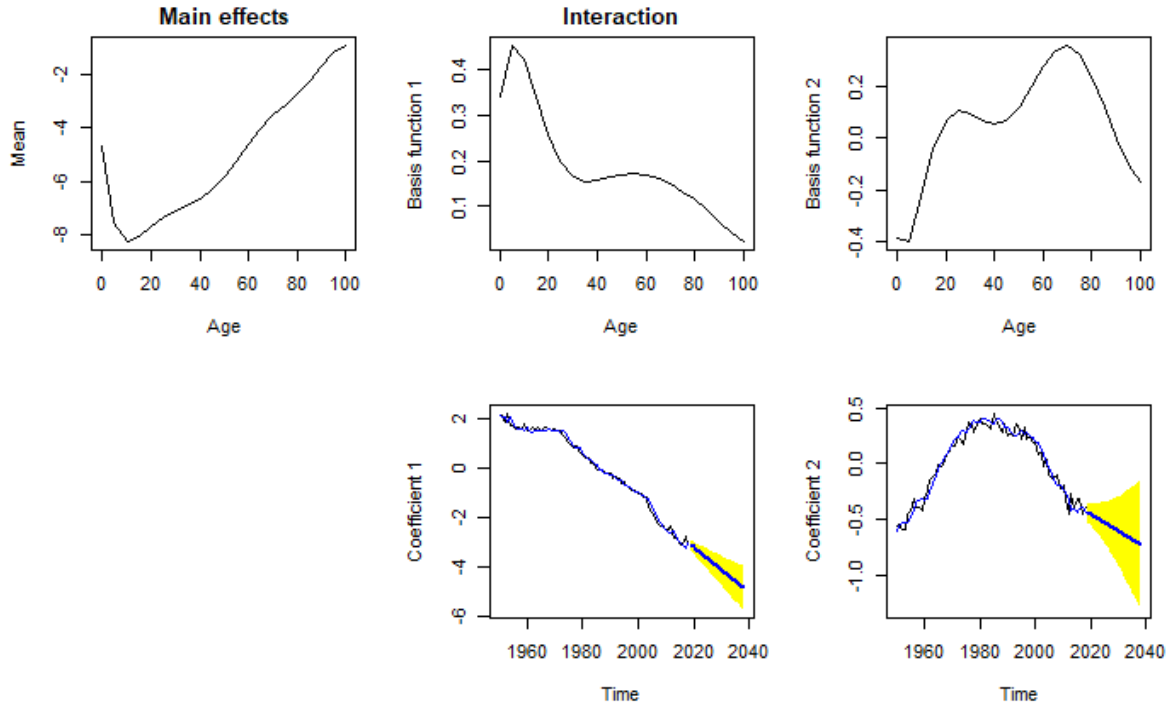 Main effects
Interaction
Mean
-2
-4
-6
-8
0 20 40 60 80 100
Age
Basis function 1
0.4
0.3
0.2
0.1
0 20 40 60 80 100
Age
Basis function 2
0.2
0.0
-0.2
-0.4
0 20 40 60 80 100
Age
Coefficient 1
2
0
-2
-4
-6
1960 1980 2000 2020 2040
Time
Coefficient 2
0.5
0.0
-0.5
-1.0
1960 1980 2000 2020 2040
Time